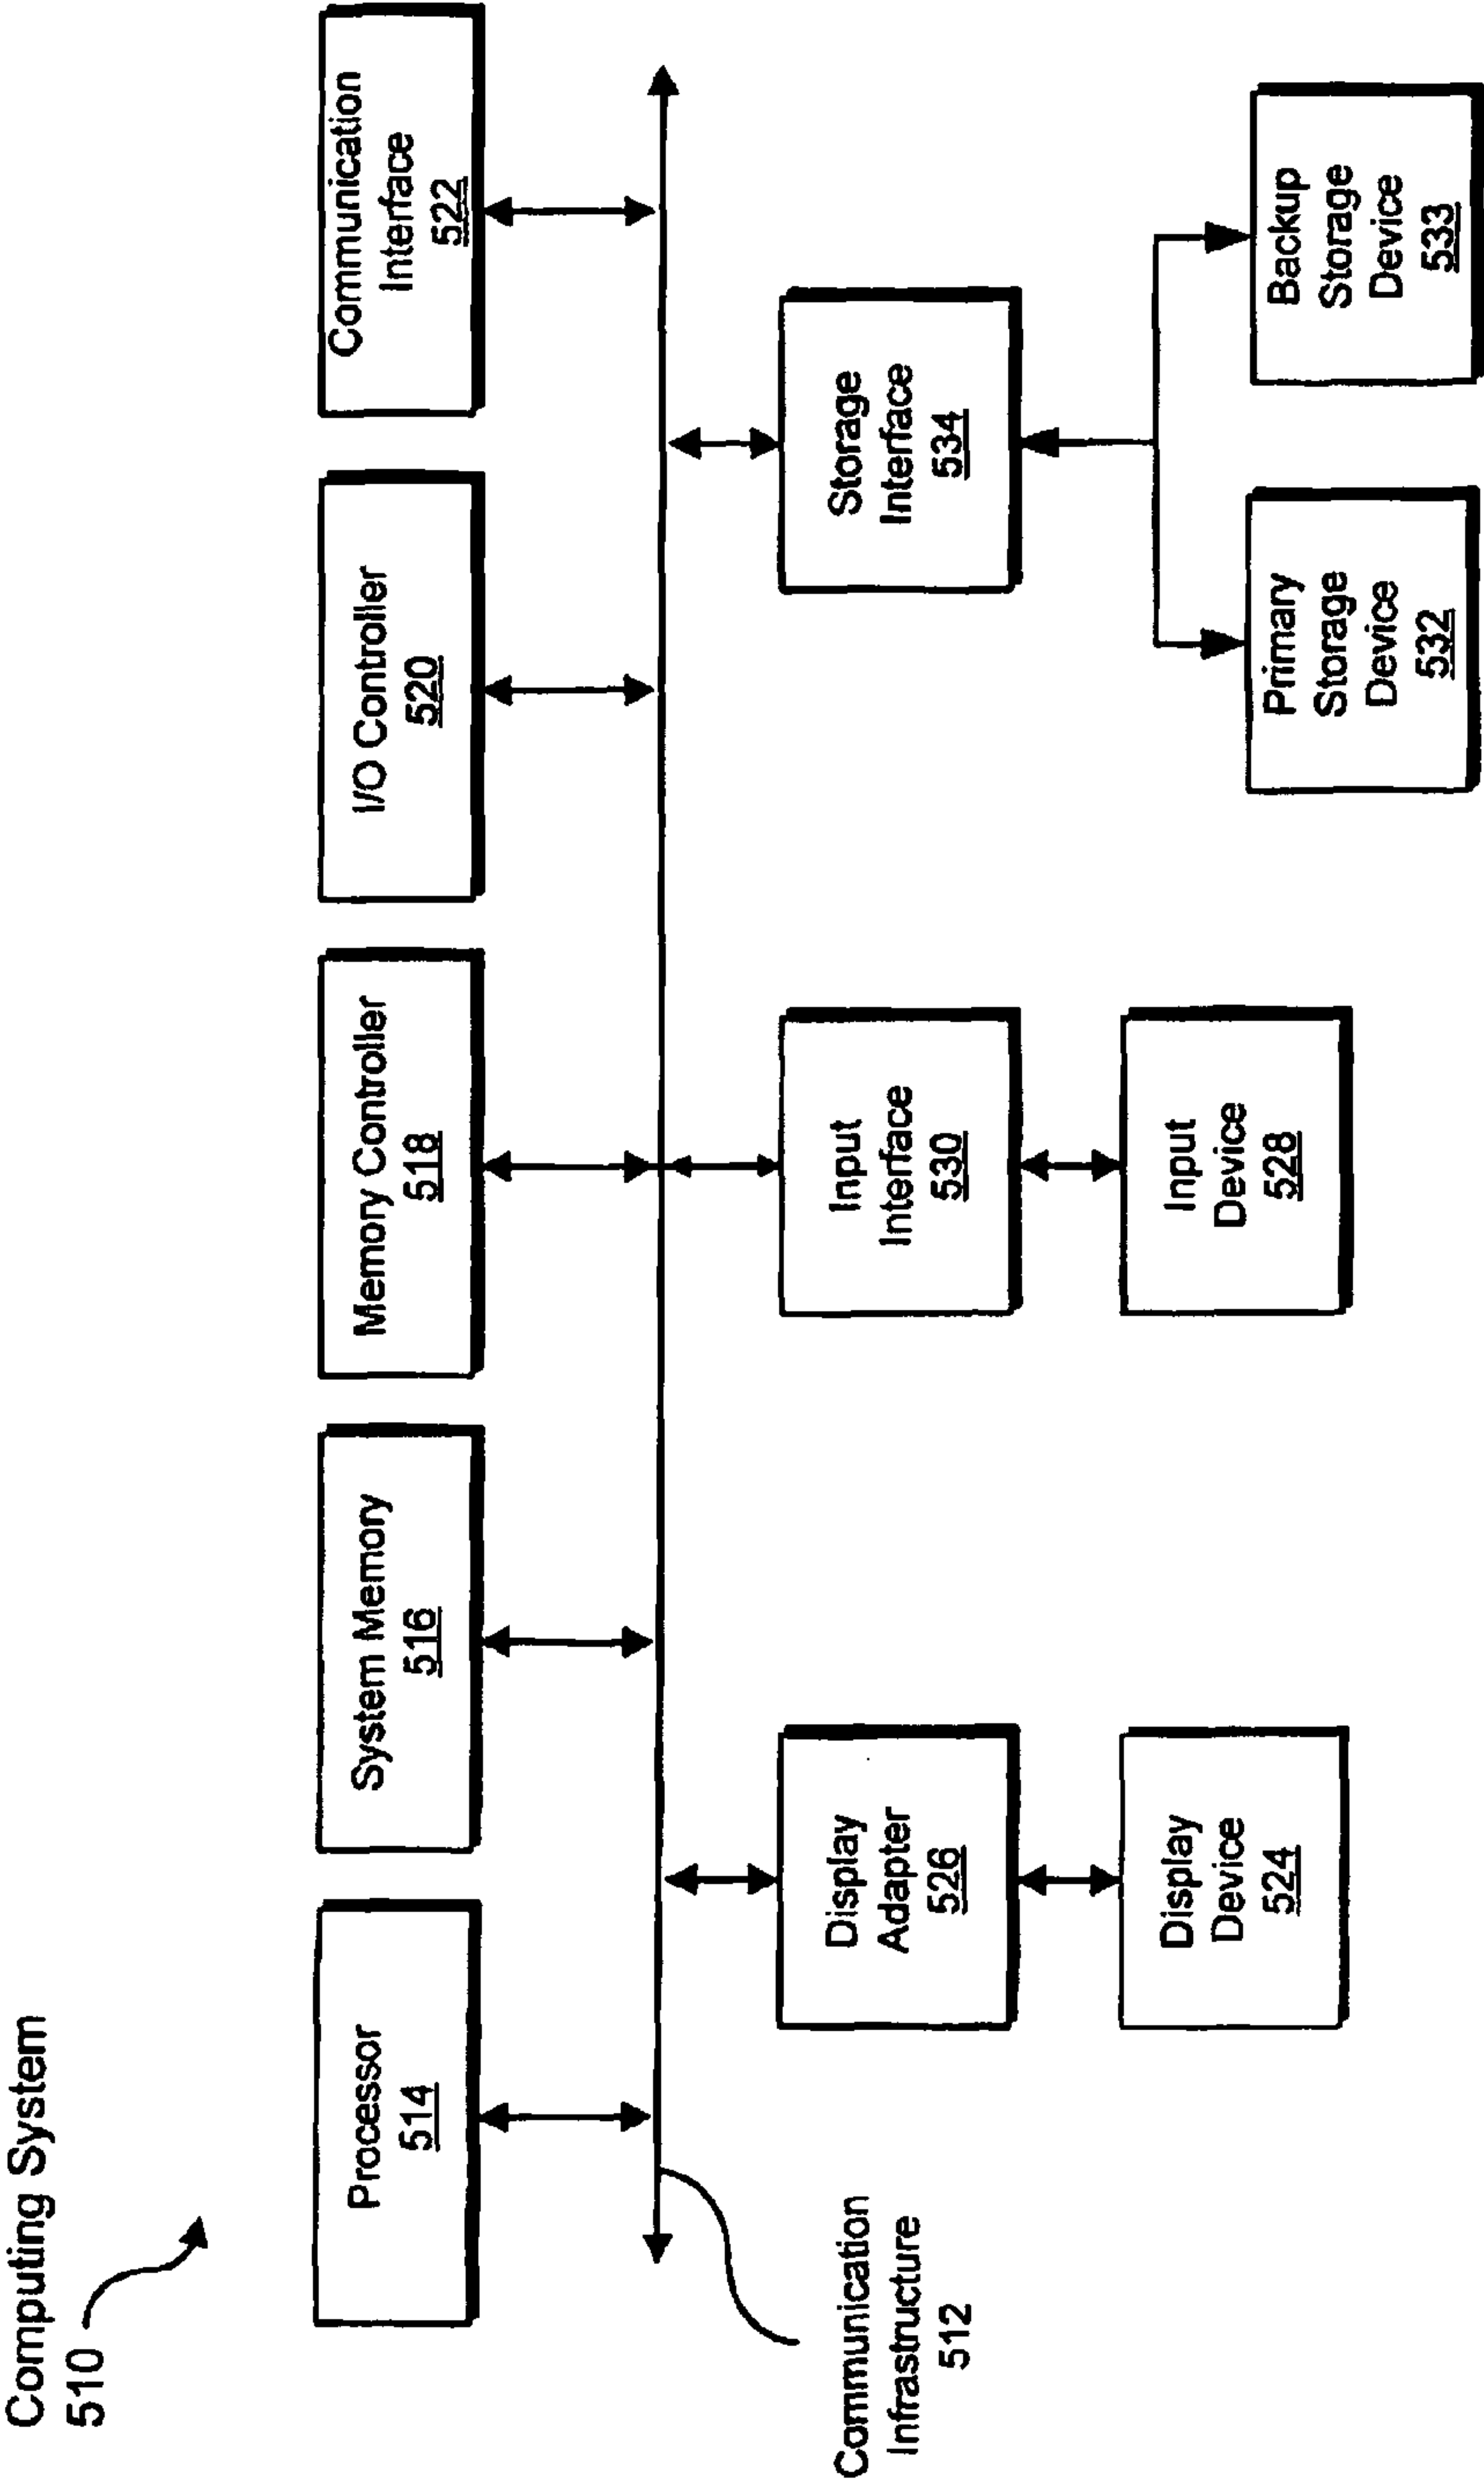 Computing System
510
Processor
514
System Memory
516
Memory Controller
518
I/O Controller
520
Communication
Interface
522
Communication
Infrastructure
512
Display
Adapter
526
Input
Interface
530
Storage
Interface
534
Display
Device
524
Input
Device
528
Primary
Storage
Device
532
Backup
Storage
Device
533